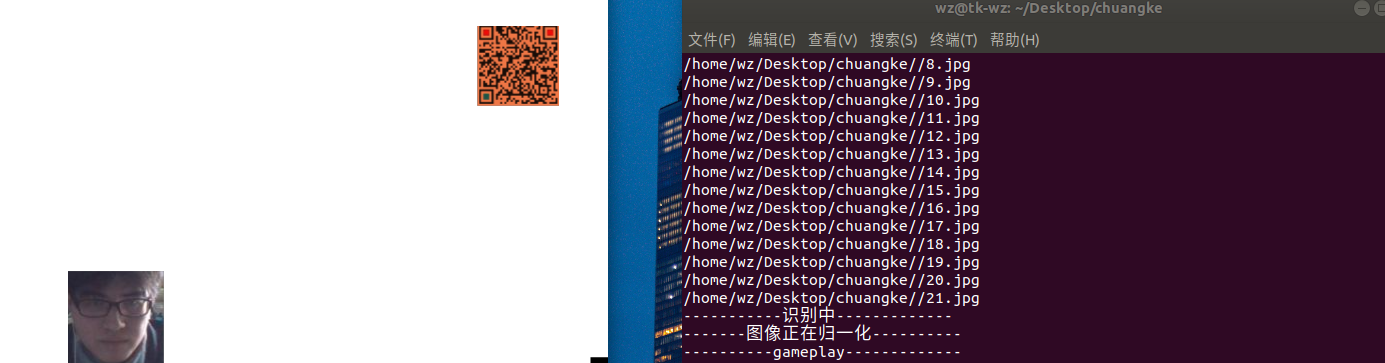 wz@tk-wz: ~/Desktop/chuangke
文件(F) 编辑(E) 查看(V) 搜索(S) 终端(T) 帮助(H)
/home/wz/Desktop/chuangke//8.jpg
/home/wz/Desktop/chuangke//9.jpg
/home/wz/Desktop/chuangke//10.jpg
/home/wz/Desktop/chuangke//11.jpg
/home/wz/Desktop/chuangke//12.jpg
/home/wz/Desktop/chuangke//13.jpg
/home/wz/Desktop/chuangke//14.jpg
/home/wz/Desktop/chuangke//15.jpg
/home/wz/Desktop/chuangke//16.jpg
/home/wz/Desktop/chuangke//17.jpg
/home/wz/Desktop/chuangke//18.jpg
/home/wz/Desktop/chuangke//19.jpg
/home/wz/Desktop/chuangke//20.jpg
/home/wz/Desktop/chuangke//21.jpg
-----------识别中-------------
-------图像正在归一化----------
----------gameplay-------------